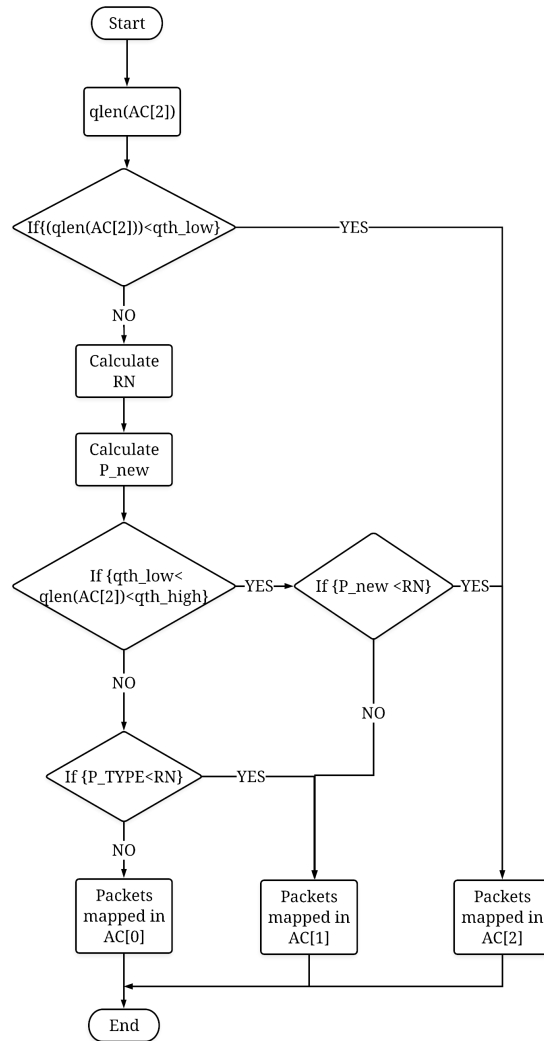 Start
qlen(AC[2])
If{(qlen(AC[2]))<qth_low}
YES
NO
Calculate
RN
Calculate
P_new
If {qth_low<
qlen(AC[2])<qth_high}
YES
If {P_new <RN}
YES
NO
NO
If {P_TYPE<RN}
YES
NO
Packets
mapped in
AC[0]
Packets
mapped in
AC[1]
Packets
mapped in
AC[2]
End